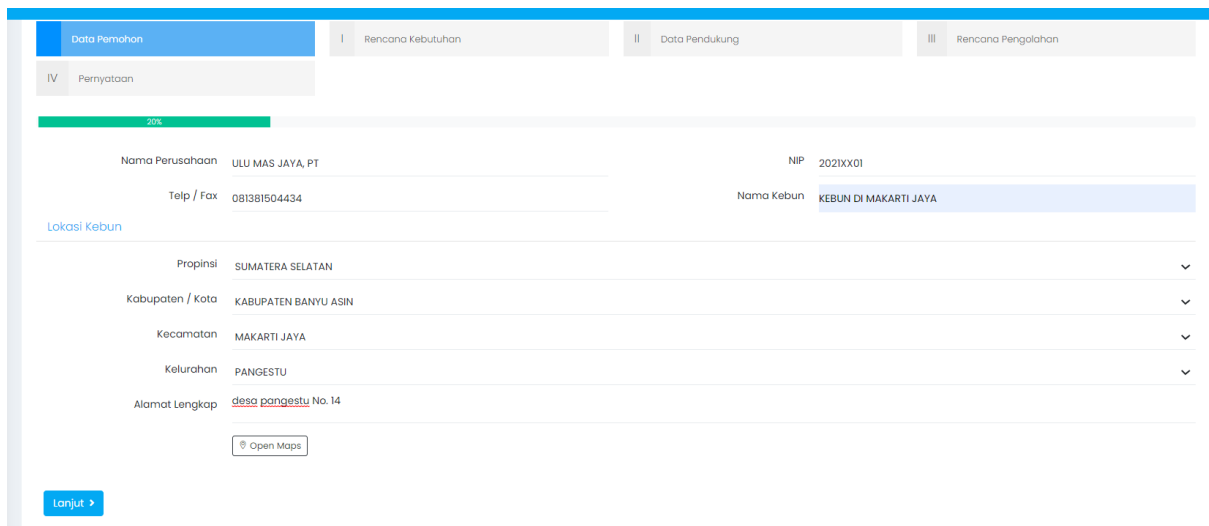 Data Pemohon
I Rencana Kebutuhan
II Data Pendukung
III Rencana Pengolahan
IV Pernyataan
20%
Nama Perusahaan ULU MAS JAYA, PT NIP 2021XX01
Telp / Fax 081381504434 Nama Kebun KEBUN DI MAKARTI JAYA
Lokasi Kebun
Propinsi SUMATERA SELATAN
Kabupaten / Kota KABUPATEN BANYU ASIN
Kecamatan MAKARTI JAYA
Kelurahan PANGESTU
Alamat Lengkap desa pangestu No. 14
Open Maps
Lanjut >